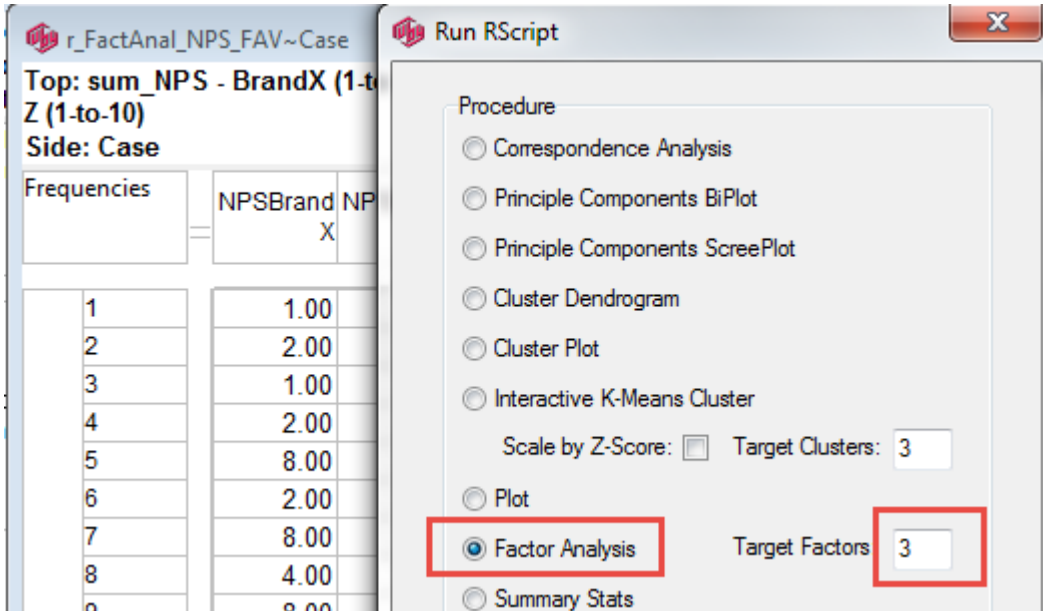 r_FactAnal_NPS_FAV~Case
Top: sum_NPS - BrandX (1-t
Z (1-to-10)
Side: Case
Frequencies
NPSBrand NP
X
1 1.00
2 2.00
3 1.00
4 2.00
5 8.00
6 2.00
7 8.00
8 4.00
9 8.00
Run RScript
X
Procedure
Correspondence Analysis
Principle Components BiPlot
Principle Components ScreePlot
Cluster Dendrogram
Cluster Plot
Interactive K-Means Cluster
Scale by Z-Score: Target Clusters: 3
Plot
Factor Analysis Target Factors 3
Summary Stats